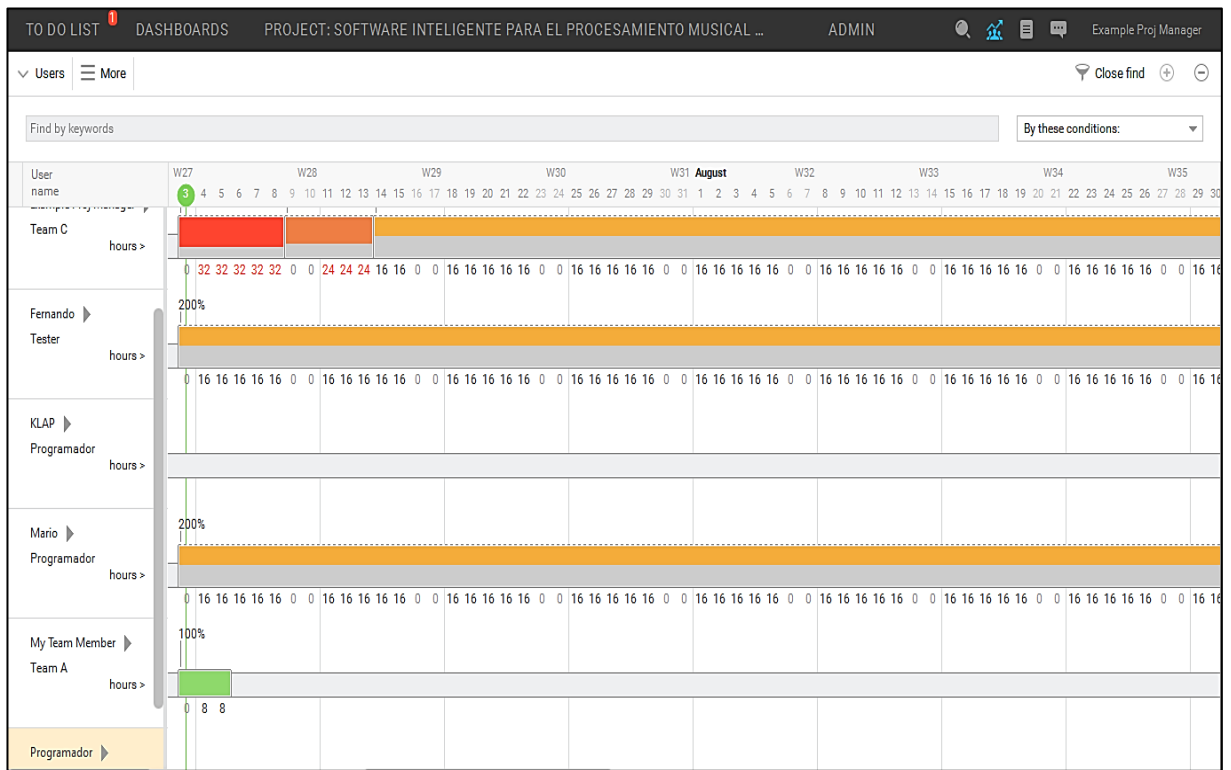 TO DO LIST 1 DASHBOARDS PROJECT: SOFTWARE INTELIGENTE PARA EL PROCESAMIENTO MUSICAL ... ADMIN Example Proj Manager
Users More Close find
Find by keywords By these conditions:
User name
W27 W28 W29 W30 W31 August W32 W33 W34 W35
3 4 5 6 7 8 9 10 11 12 13 14 15 16 17 18 19 20 21 22 23 24 25 26 27 28 29 30 31 1 2 3 4 5 6 7 8 9 10 11 12 13 14 15 16 17 18 19 20 21 22 23 24 25 26 27 28 29 30
Example Proj Manager
Team C
hours >
0 32 32 32 32 32 0 0 24 24 24 16 16 0 0 16 16 16 16 16 0 0 16 16 16 16 16 0 0 16 16 16 16 16 0 0 16 16 16 16 16 0 0 16 16 16 16 16 0 0 16 16 16 16 16 0 0 16 16
200%
Fernando
Tester
hours >
0 16 16 16 16 16 0 0 16 16 16 16 16 0 0 16 16 16 16 16 0 0 16 16 16 16 16 0 0 16 16 16 16 16 0 0 16 16 16 16 16 0 0 16 16 16 16 16 0 0 16 16 16 16 16 0 0 16 16
KLAP
Programador
hours >
200%
Mario
Programador
hours >
0 16 16 16 16 16 0 0 16 16 16 16 16 0 0 16 16 16 16 16 0 0 16 16 16 16 16 0 0 16 16 16 16 16 0 0 16 16 16 16 16 0 0 16 16 16 16 16 0 0 16 16 16 16 16 0 0 16 16
100%
My Team Member
Team A
hours >
0 8 8
Programador